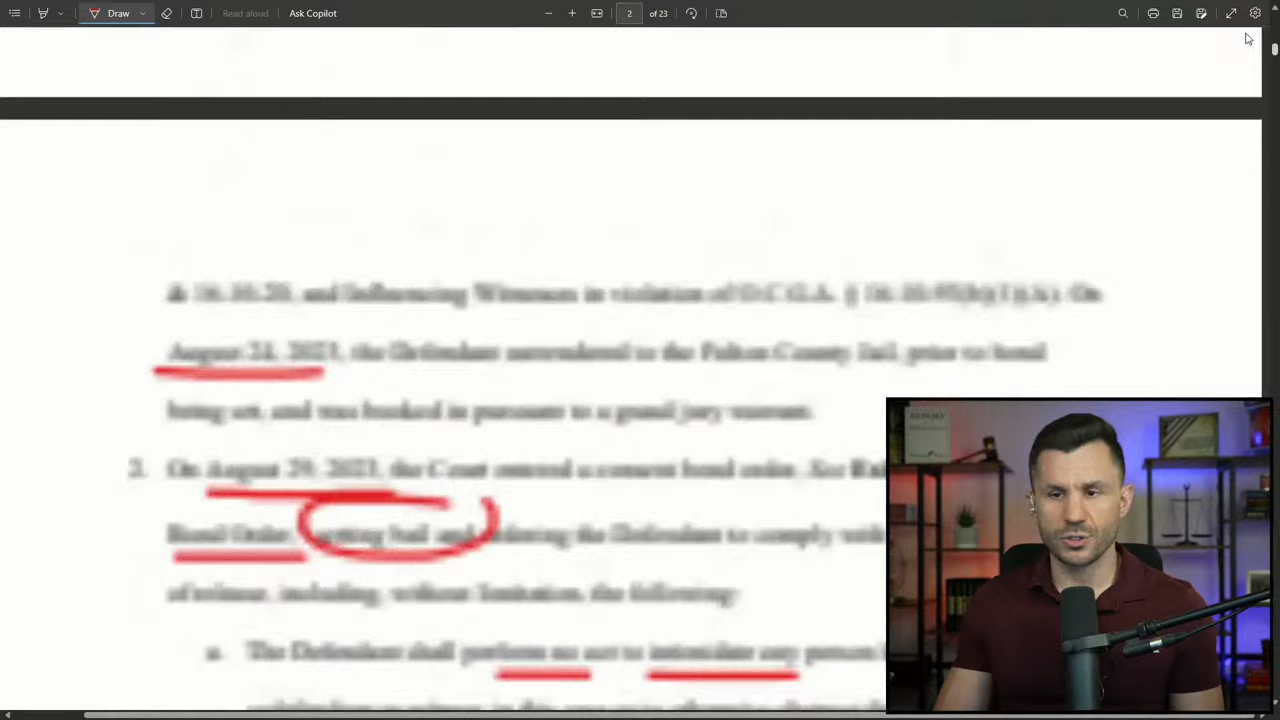 Draw
Read aloud
Ask Copilot
2 of 23
& 16-10-20, and Influencing Witnesses in violation of O.C.G.A. § 16-10-93(b)(1)(A). On
August 24, 2023, the Defendant surrendered to the Fulton County Jail, prior to bond
being set, and was booked in pursuant to a grand jury warrant.
2. On August 29, 2023, the Court entered a consent bond order, See
Bond Order, setting bail and ordering the Defendant to comply with
of release, including, without limitation, the following:
a. The Defendant shall perform no act to intimidate any person
REPORT